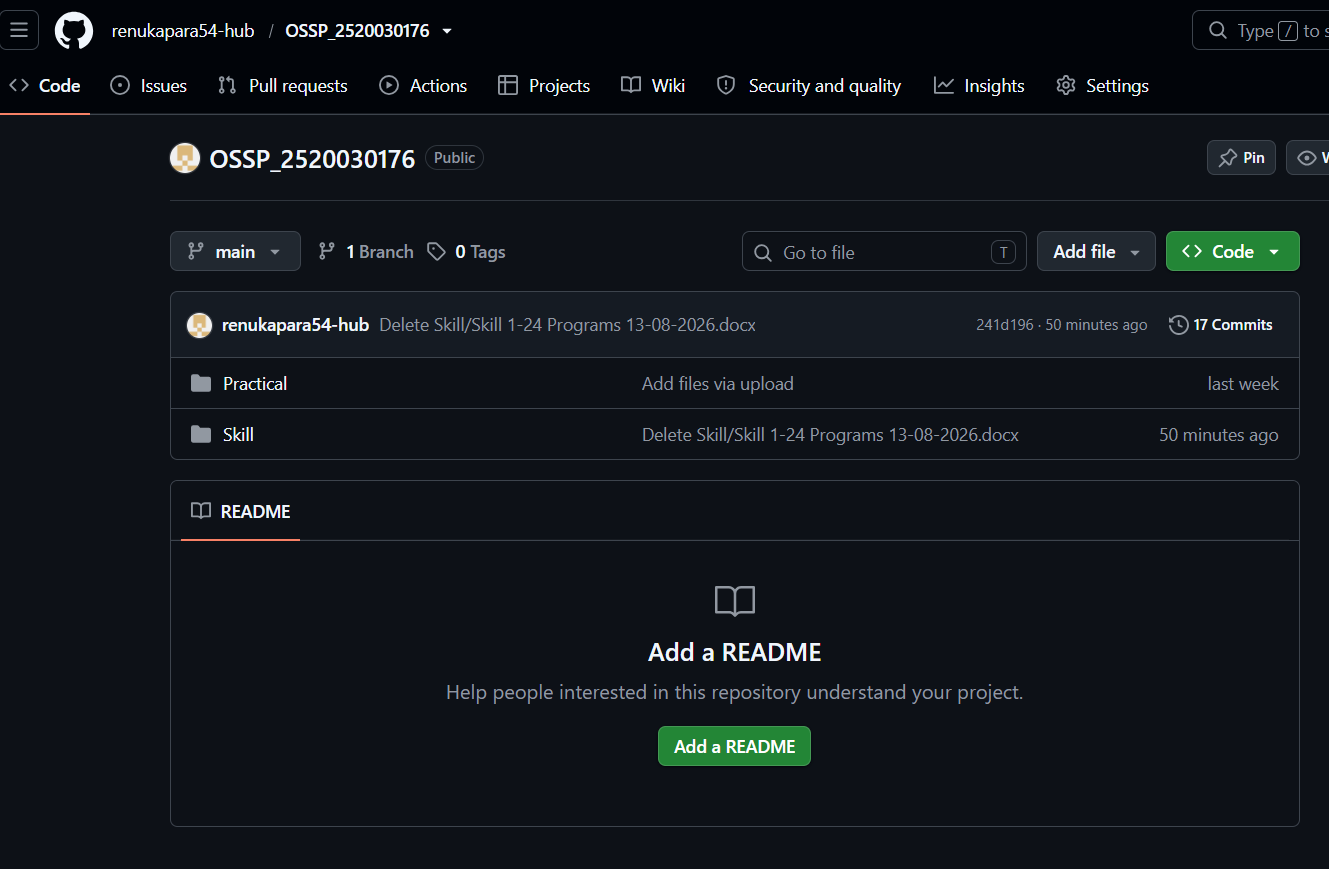 renukapara54-hub / OSSP_2520030176
Type / to s
Code Issues Pull requests Actions Projects Wiki Security and quality Insights Settings
OSSP_2520030176 Public Pin W
main 1 Branch 0 Tags Go to file T Add file Code
renukapara54-hub Delete Skill/Skill 1-24 Programs 13-08-2026.docx 241d196 · 50 minutes ago 17 Commits
Practical Add files via upload last week
Skill Delete Skill/Skill 1-24 Programs 13-08-2026.docx 50 minutes ago
README
Add a README
Help people interested in this repository understand your project.
Add a README